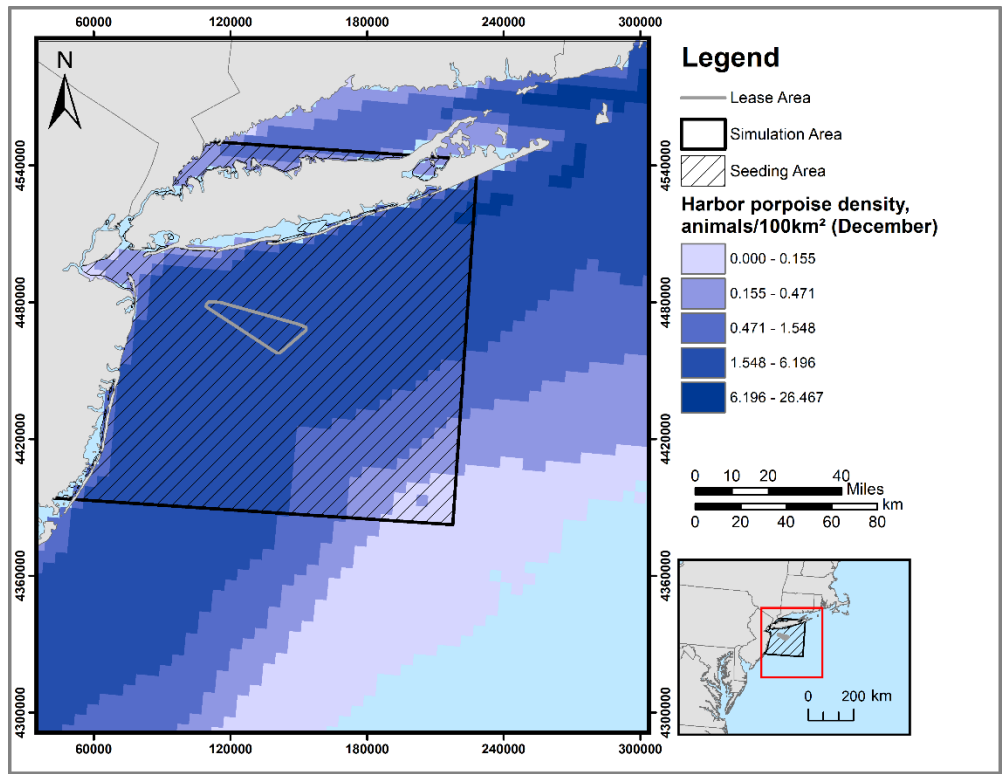 60000 120000 180000 240000 300000
N
4540000
4480000
4420000
4360000
4300000
4540000
4480000
4420000
4360000
4300000
60000 120000 180000 240000 300000
Legend
Lease Area
Simulation Area
Seeding Area
Harbor porpoise density,
animals/100km² (December)
0.000 - 0.155
0.155 - 0.471
0.471 - 1.548
1.548 - 6.196
6.196 - 26.467
0 10 20 40
Miles
km
0 20 40 60 80
0 200 km